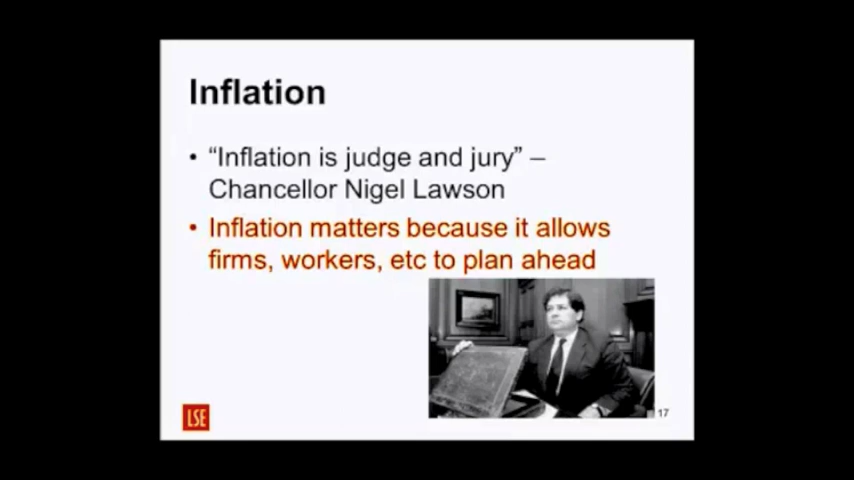 Inflation
• “Inflation is judge and jury” –
Chancellor Nigel Lawson
• Inflation matters because it allows
firms, workers, etc to plan ahead
LSE
17